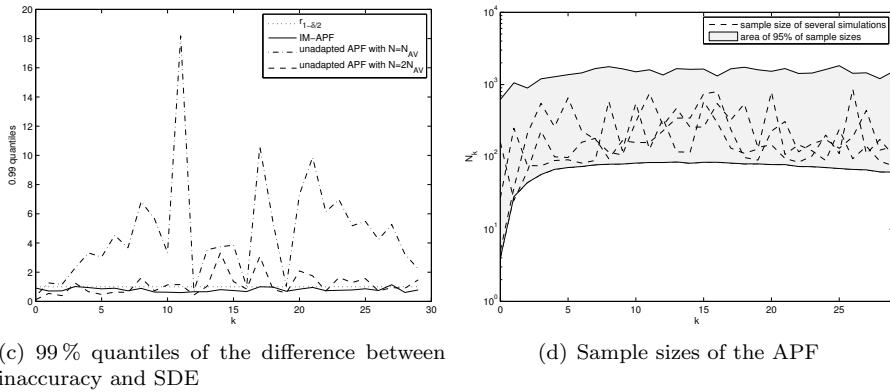 20
18
16
14
12
10
8
6
4
2
0
0.99 quantiles
r1−δ/2
IM−APF
unadapted APF with N=NAV
unadapted APF with N=2NAV
0 5 10 15 20 25 30
k
(c) 99 % quantiles of the difference between
inaccuracy and SDE
10^4
10^3
10^2
10^1
10^0
N_k
sample size of several simulations
area of 95% of sample sizes
0 5 10 15 20 25
k
(d) Sample sizes of the APF